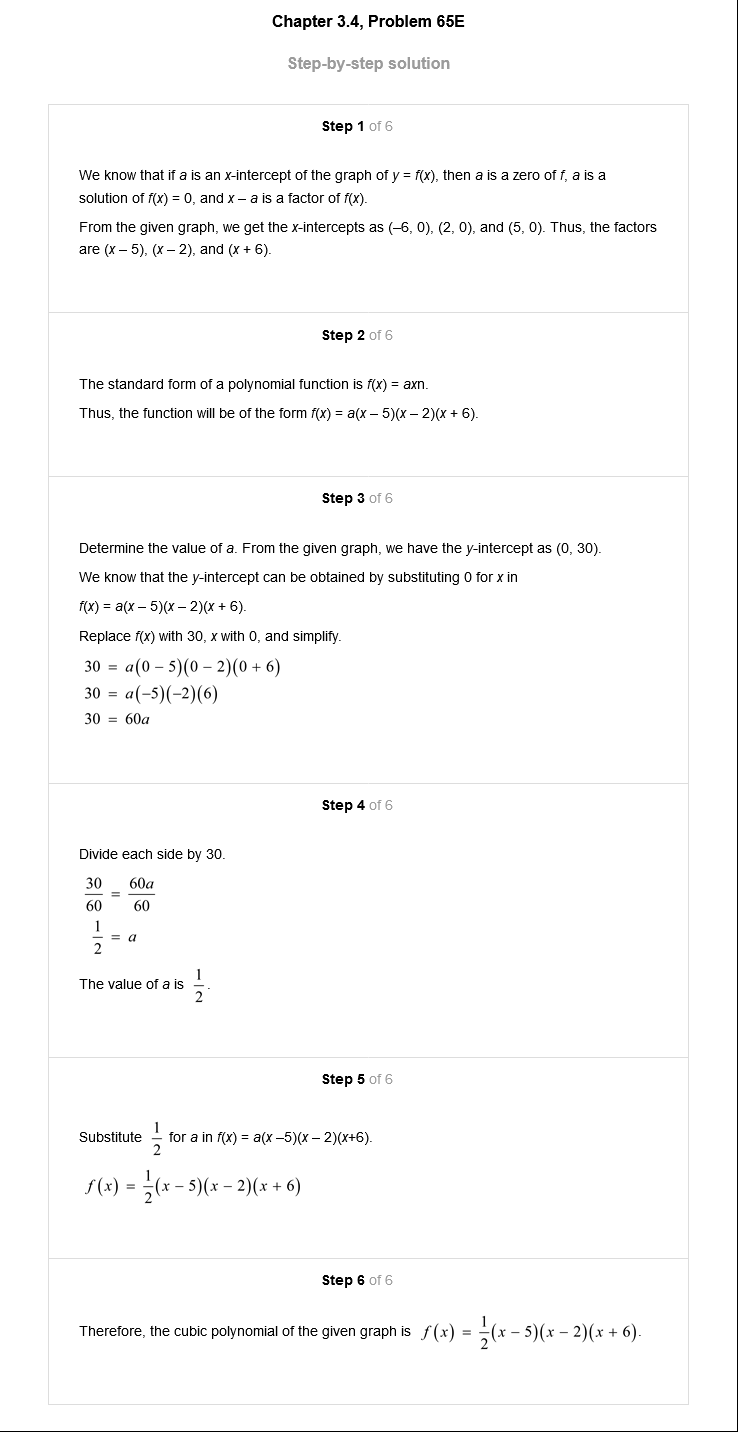 Chapter 3.4, Problem 65E
Step-by-step solution
Step 1 of 6
We know that if a is an x-intercept of the graph of y = f(x), then a is a zero of f, a is a
solution of f(x) = 0, and x – a is a factor of f(x).
From the given graph, we get the x-intercepts as (–6, 0), (2, 0), and (5, 0). Thus, the factors
are (x – 5), (x – 2), and (x + 6).
Step 2 of 6
The standard form of a polynomial function is f(x) = axn.
Thus, the function will be of the form f(x) = a(x – 5)(x – 2)(x + 6).
Step 3 of 6
Determine the value of a. From the given graph, we have the y-intercept as (0, 30).
We know that the y-intercept can be obtained by substituting 0 for x in
f(x) = a(x – 5)(x – 2)(x + 6).
Replace f(x) with 30, x with 0, and simplify.
30 = a(0 – 5)(0 – 2)(0 + 6)
30 = a(–5)(–2)(6)
30 = 60a
Step 4 of 6
Divide each side by 30.
30/60 = 60a/60
1/2 = a
The value of a is 1/2.
Step 5 of 6
Substitute 1/2 for a in f(x) = a(x –5)(x – 2)(x+6).
f(x) = 1/2(x – 5)(x – 2)(x + 6)
Step 6 of 6
Therefore, the cubic polynomial of the given graph is f(x) = 1/2(x – 5)(x – 2)(x + 6).